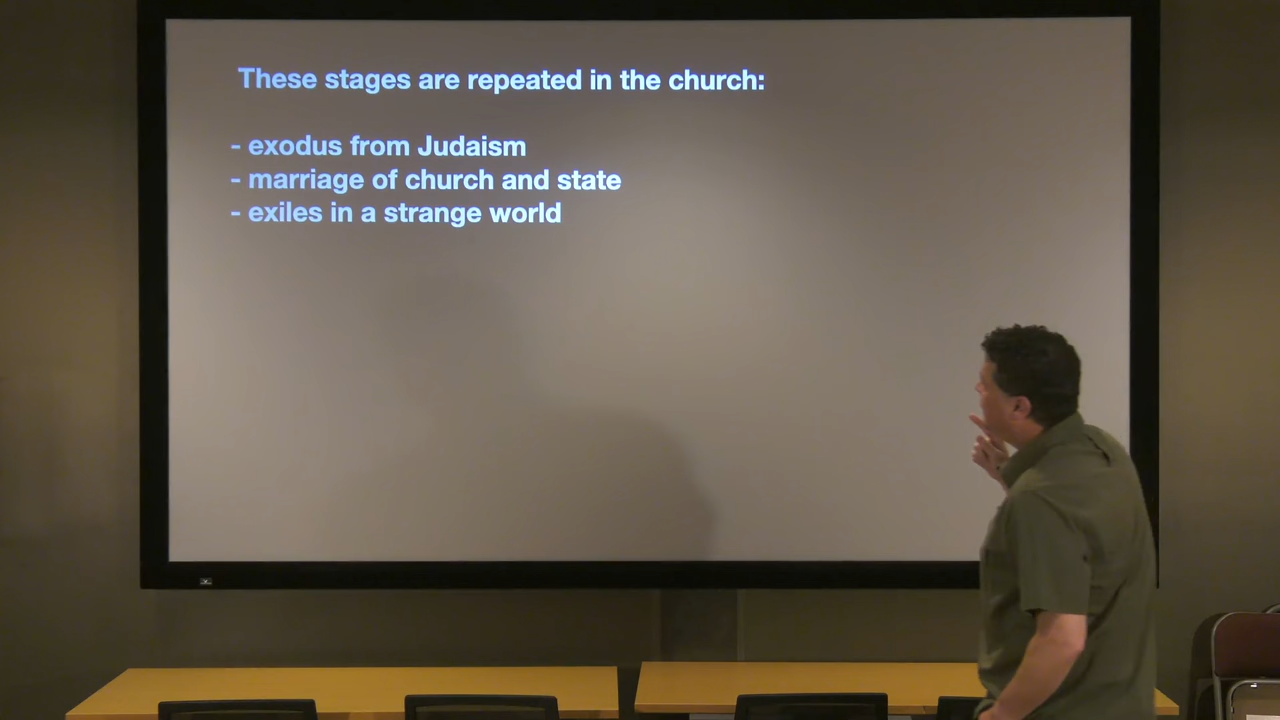 These stages are repeated in the church:
- exodus from Judaism
- marriage of church and state
- exiles in a strange world